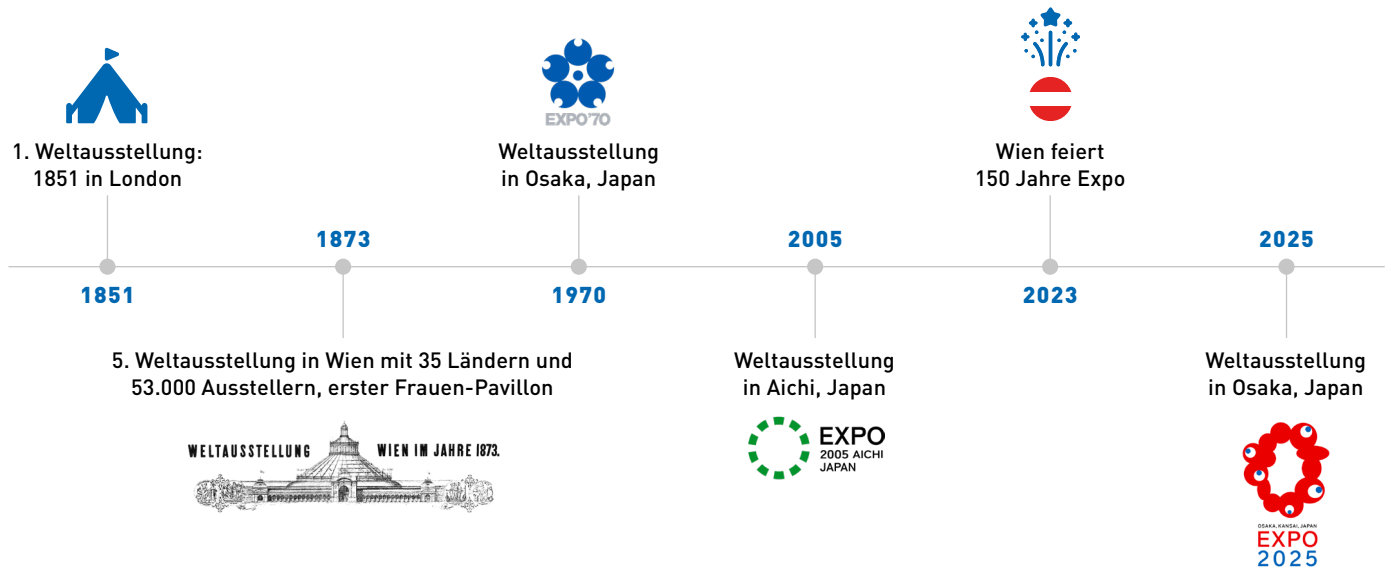 EXPO'70
1. Weltausstellung:
1851 in London
Weltausstellung
in Osaka, Japan
Wien feiert
150 Jahre Expo
1873
2005
2025
1851
1970
2023
5. Weltausstellung in Wien mit 35 Ländern und
53.000 Ausstellern, erster Frauen-Pavillon
WELTAUSSTELLUNG WIEN IM JAHRE 1873.
Weltausstellung
in Aichi, Japan
EXPO
2005 AICHI
JAPAN
Weltausstellung
in Osaka, Japan
OSAKA, KANSAI, JAPAN
EXPO
2025